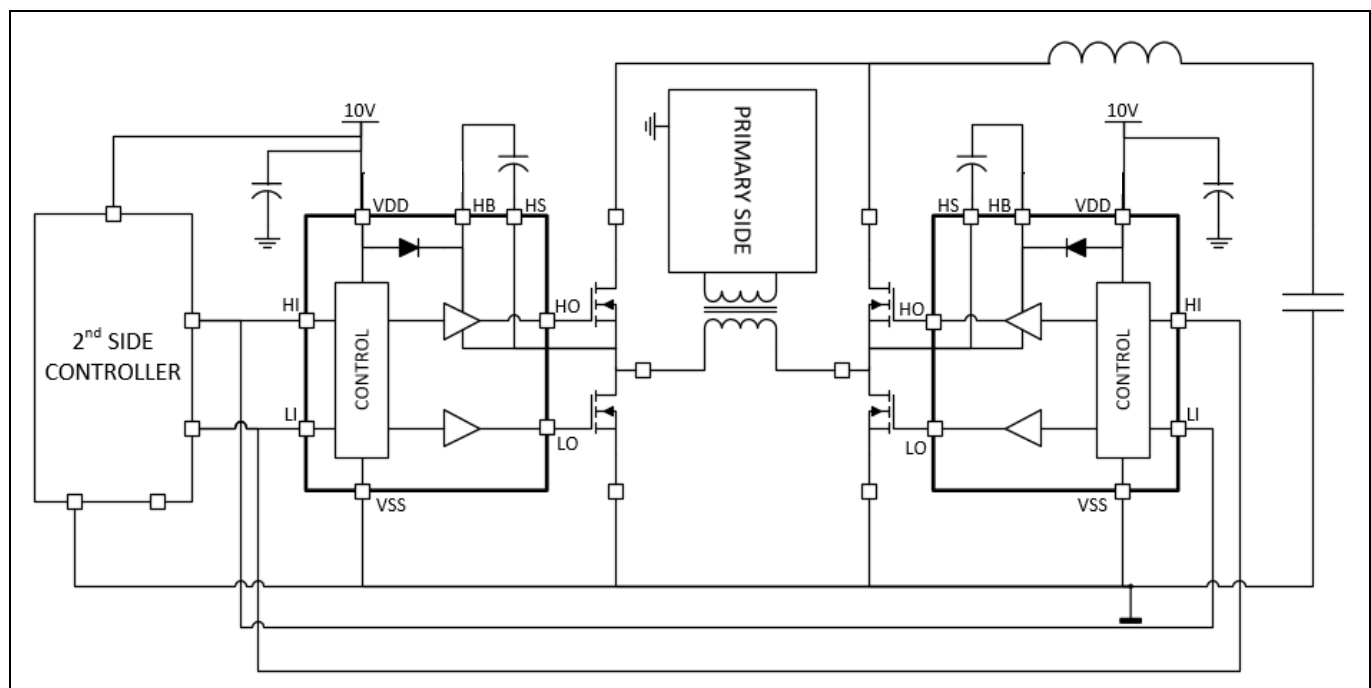 10V
10V
PRIMARY SIDE
VDD
HB
HS
HS
HB
VDD
HI
HO
HO
HI
2nd SIDE
CONTROLLER
CONTROL
CONTROL
LI
LO
LO
LI
VSS
VSS